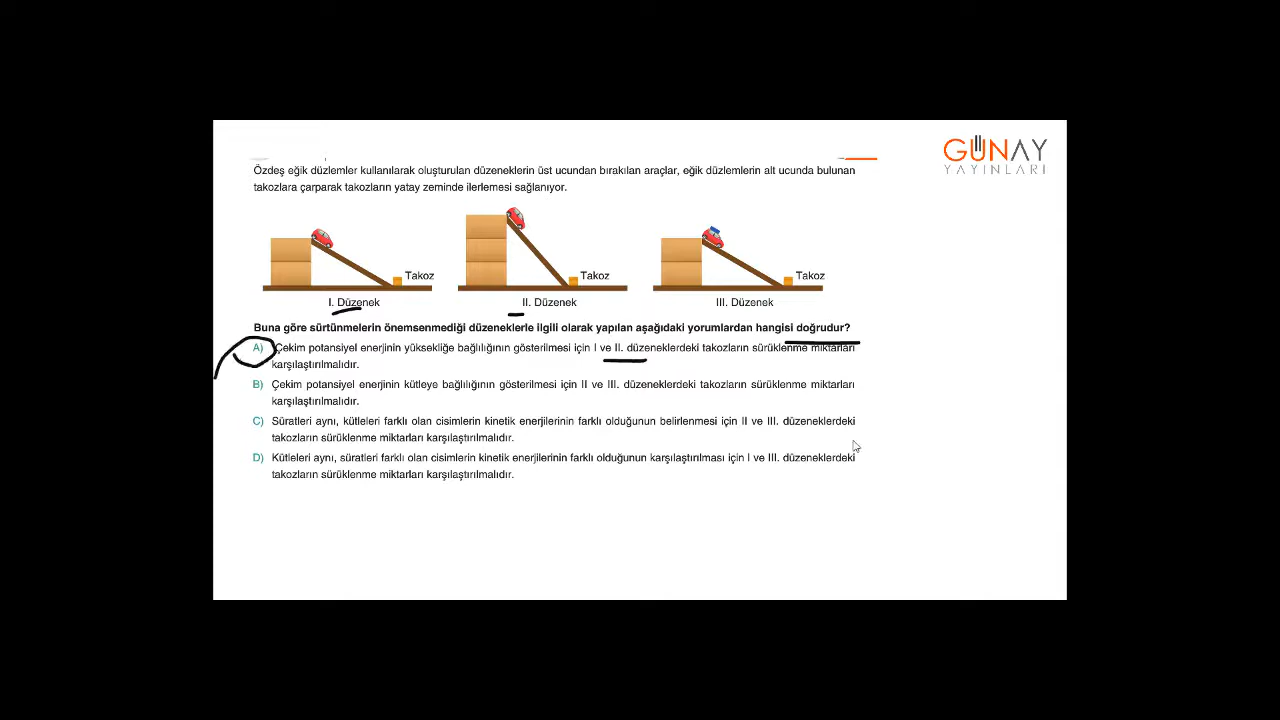 GÜNAY
YAYINLARI
Özdeş eğik düzlemler kullanılarak oluşturulan düzeneklerin üst ucundan bırakılan araçlar, eğik düzlemlerin alt ucunda bulunan
takozlara çarparak takozların yatay zeminde ilerlemesi sağlanıyor.
Takoz Takoz Takoz
I. Düzenek II. Düzenek III. Düzenek
Buna göre sürtünmelerin önemsenmediği düzeneklerle ilgili olarak yapılan aşağıdaki yorumlardan hangisi doğrudur?
A) Çekim potansiyel enerjinin yüksekliğe bağlılığının gösterilmesi için I ve II. düzeneklerdeki takozların sürüklenme miktarları
karşılaştırılmalıdır.
B) Çekim potansiyel enerjinin kütleye bağlılığının gösterilmesi için II ve III. düzeneklerdeki takozların sürüklenme miktarları
karşılaştırılmalıdır.
C) Süratleri aynı, kütleleri farklı olan cisimlerin kinetik enerjilerinin farklı olduğunun belirlenmesi için II ve III. düzeneklerdeki
takozların sürüklenme miktarları karşılaştırılmalıdır.
D) Kütleleri aynı, süratleri farklı olan cisimlerin kinetik enerjilerinin farklı olduğunun karşılaştırılması için I ve III. düzeneklerdeki
takozların sürüklenme miktarları karşılaştırılmalıdır.